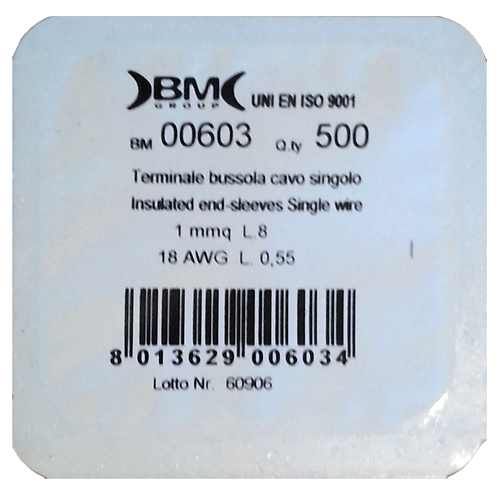 BM
GROUP
UNI EN ISO 9001
BM 00603 Q.ty 500
Terminale bussola cavo singolo
Insulated end-sleeves Single wire
1 mmq L.8
18 AWG L. 0,55
8 013629 006034
Lotto Nr. 60906